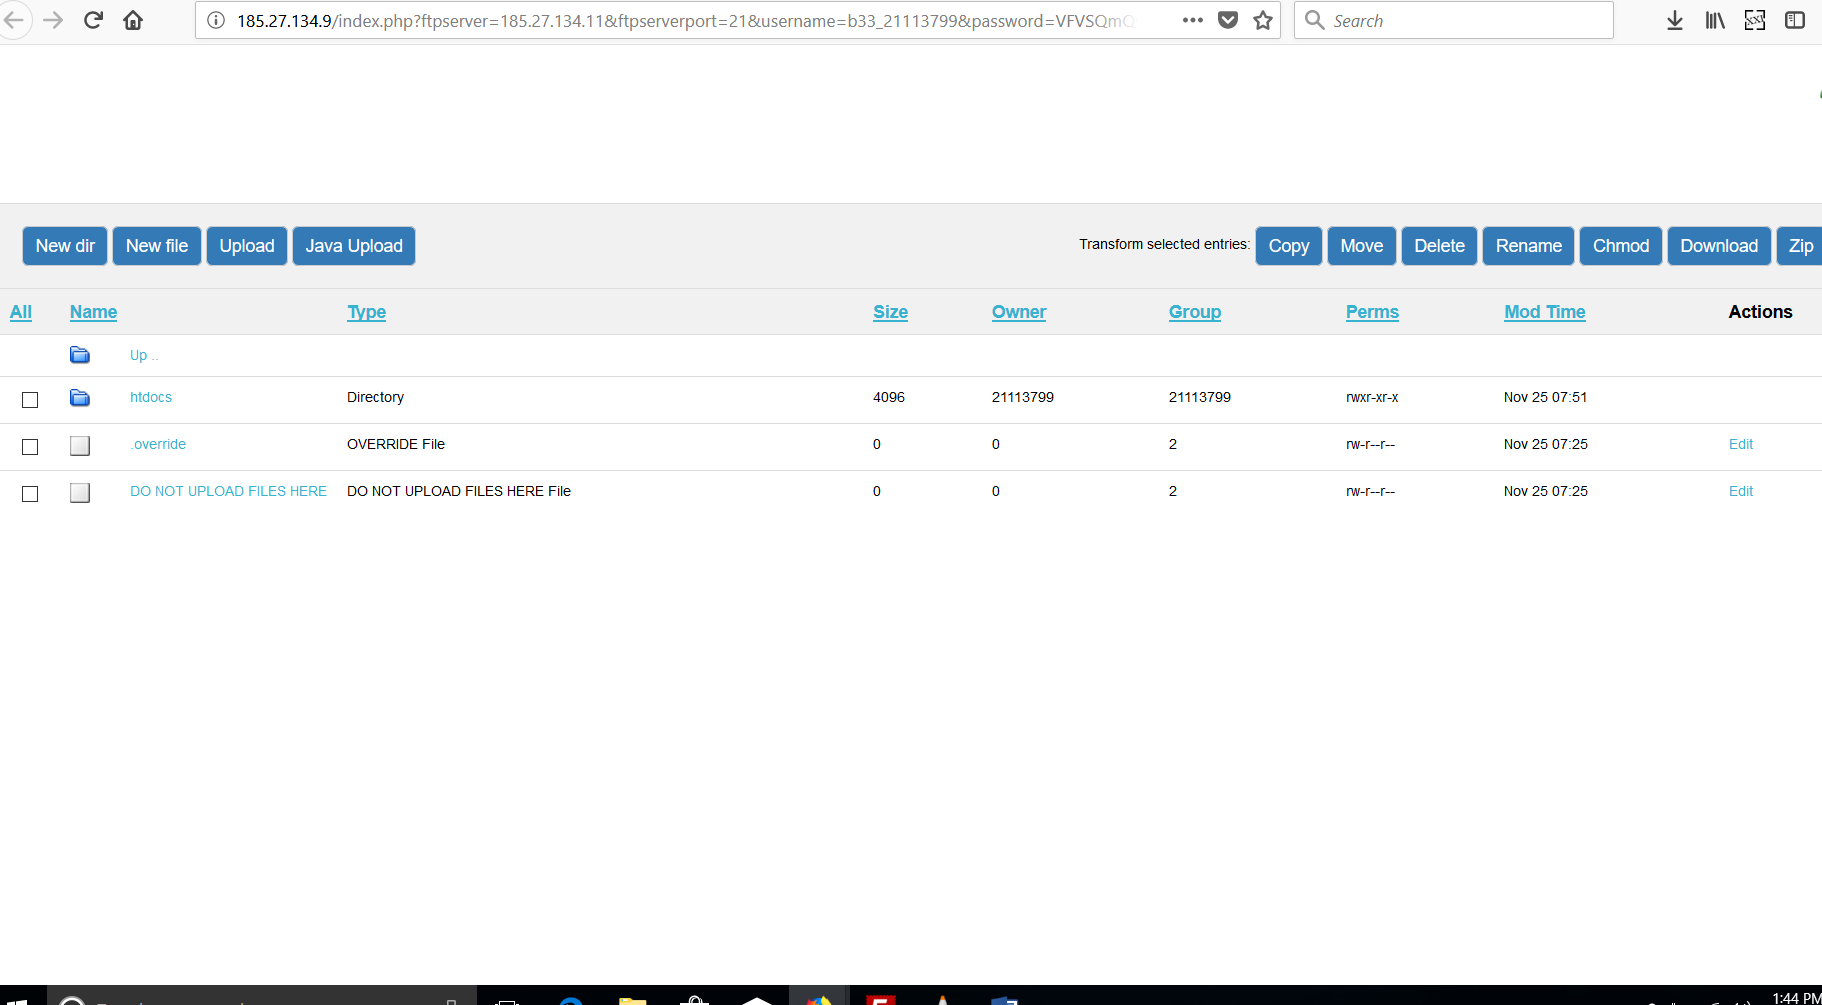 185.27.134.9/index.php?ftpserver=185.27.134.11&ftpserverport=21&username=b33_21113799&password=VFVSQmQ
Search
New dir New file Upload Java Upload Transform selected entries: Copy Move Delete Rename Chmod Download Zip
All Name Type Size Owner Group Perms Mod Time Actions
Up ..
htdocs Directory 4096 21113799 21113799 rwxr-xr-x Nov 25 07:51
.override OVERRIDE File 0 0 2 rw-r--r-- Nov 25 07:25 Edit
DO NOT UPLOAD FILES HERE DO NOT UPLOAD FILES HERE File 0 0 2 rw-r--r-- Nov 25 07:25 Edit
1:44 PM